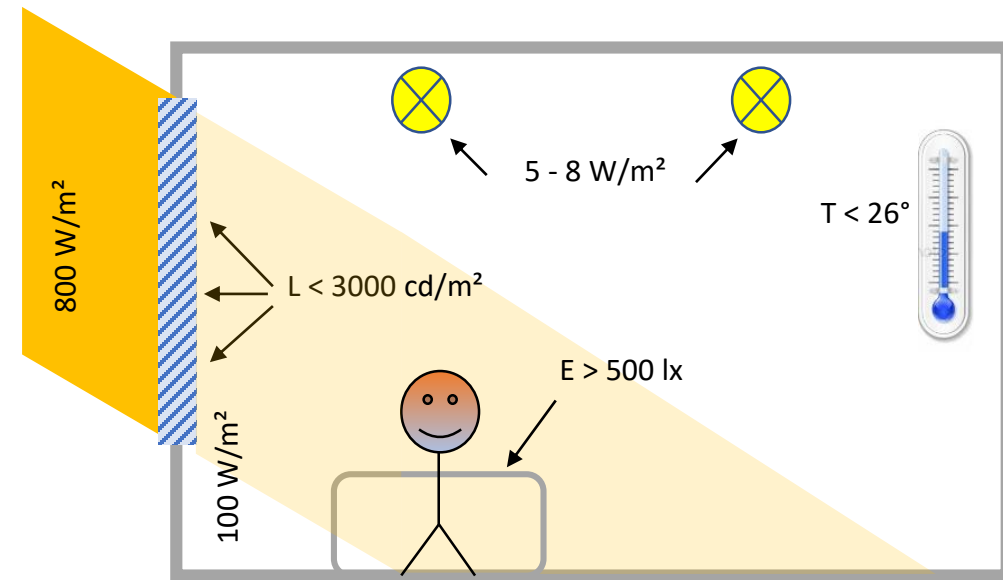 5 - 8 W/m²
T < 26°
800 W/m²
L < 3000 cd/m²
E > 500 lx
100 W/m²